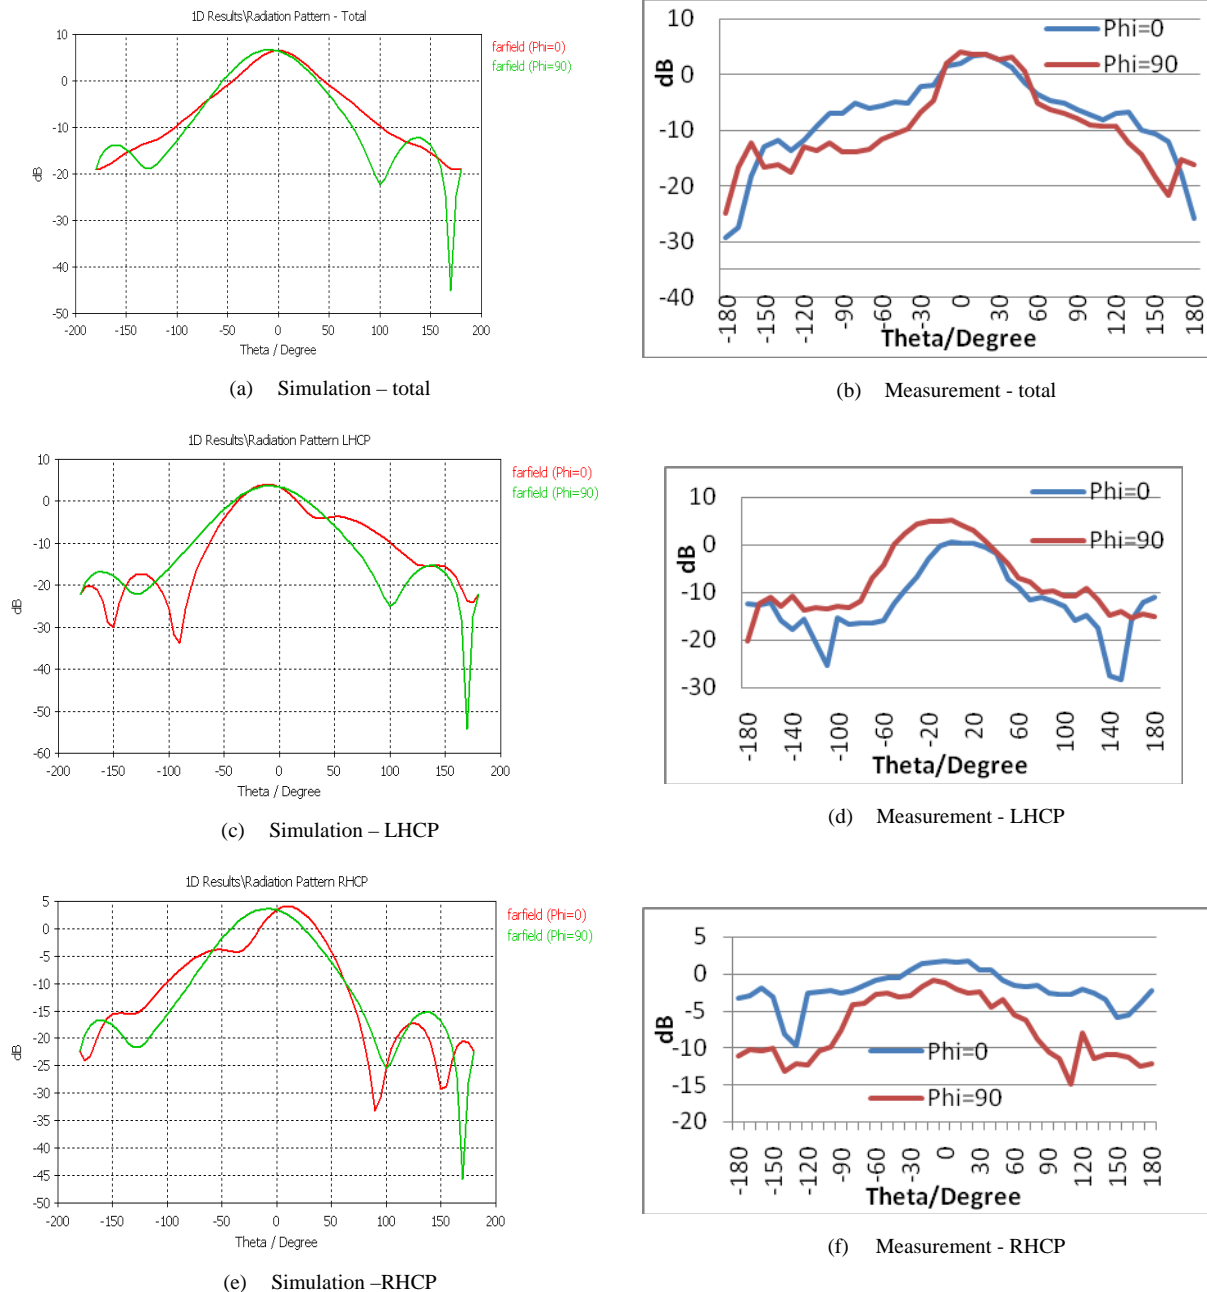 1D Results\Radiation Pattern - Total
farfield (Phi=0)
farfield (Phi=90)
10
0
-10
-20
-30
-40
-50
dB
-200 -150 -100 -50 0 50 100 150 200
Theta / Degree
(a) Simulation – total
10
0
-10
-20
-30
-40
dB
Phi=0
Phi=90
-180 -150 -120 -90 -60 -30 0 30 60 90 120 150 180
Theta/Degree
(b) Measurement - total
1D Results\Radiation Pattern LHCP
farfield (Phi=0)
farfield (Phi=90)
10
0
-10
-20
-30
-40
-50
-60
dB
-200 -150 -100 -50 0 50 100 150 200
Theta / Degree
(c) Simulation – LHCP
10
0
-10
-20
-30
dB
Phi=0
Phi=90
-180 -140 -100 -60 -20 20 60 100 140 180
Theta/Degree
(d) Measurement - LHCP
1D Results\Radiation Pattern RHCP
farfield (Phi=0)
farfield (Phi=90)
5
0
-5
-10
-15
-20
-25
-30
-35
-40
-45
-50
dB
-200 -150 -100 -50 0 50 100 150 200
Theta / Degree
(e) Simulation –RHCP
5
0
-5
-10
-15
-20
dB
Phi=0
Phi=90
-180 -150 -120 -90 -60 -30 0 30 60 90 120 150 180
Theta/Degree
(f) Measurement - RHCP